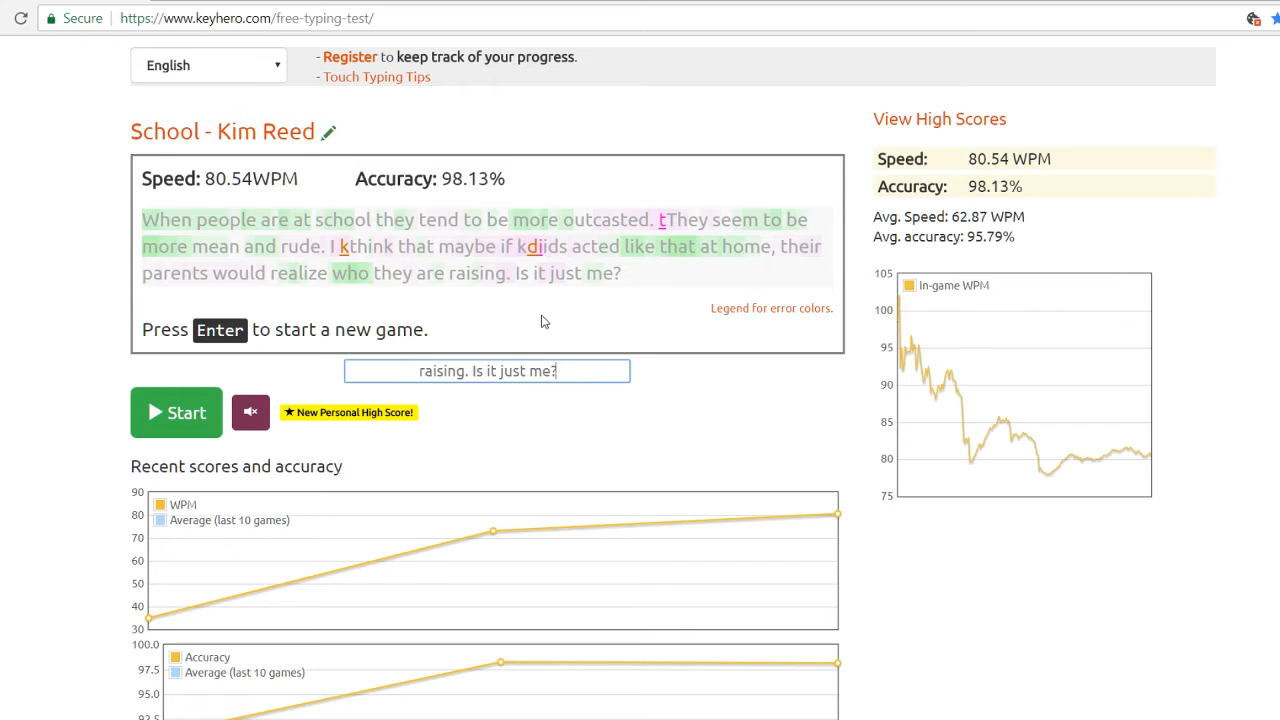 Secure https://www.keyhero.com/free-typing-test/
English
- Register to keep track of your progress.
- Touch Typing Tips
School - Kim Reed
Speed: 80.54WPM Accuracy: 98.13%
When people are at school they tend to be more outcasted. tThey seem to be
more mean and rude. I kthink that maybe if kdiids acted like that at home, their
parents would realize who they are raising. Is it just me?
Legend for error colors.
Press Enter to start a new game.
raising. Is it just me?
Start
★ New Personal High Score!
Recent scores and accuracy
90
80
70
60
50
40
30
WPM
Average (last 10 games)
100.0
97.5
95.0
92.5
Accuracy
Average (last 10 games)
View High Scores
Speed: 80.54 WPM
Accuracy: 98.13%
Avg. Speed: 62.87 WPM
Avg. accuracy: 95.79%
105
100
95
90
85
80
75
In-game WPM